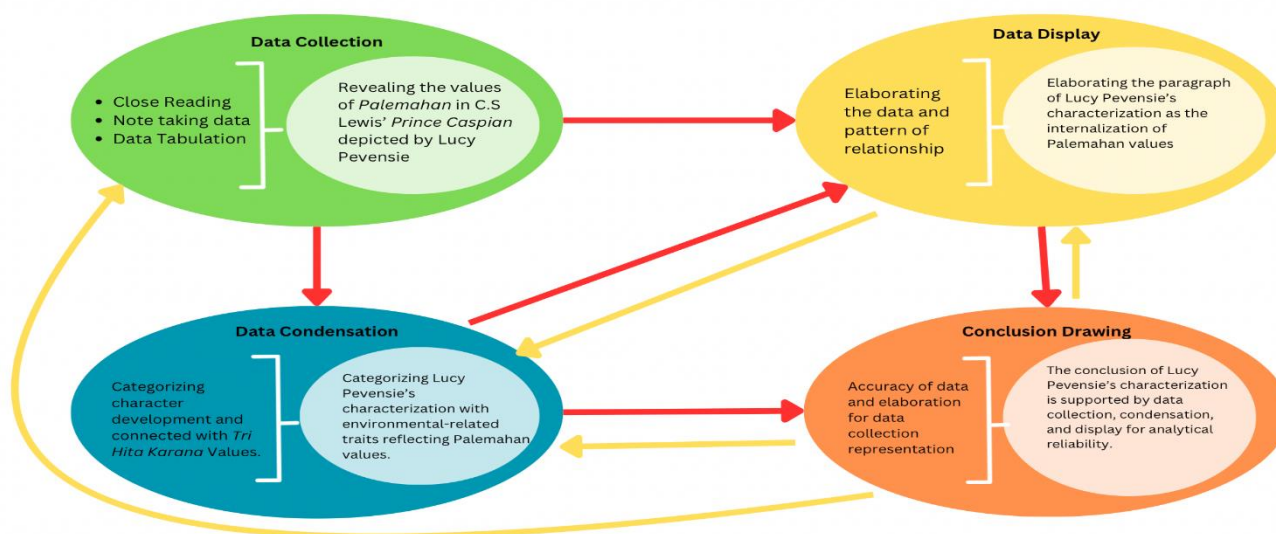 Data Collection
• Close Reading
• Note taking data
• Data Tabulation
Revealing the values
of Palemahan in C.S
Lewis' Prince Caspian
depicted by Lucy
Pevensie
Data Display
Elaborating
the data and
pattern of
relationship
Elaborating the paragraph
of Lucy Pevensie's
characterization as the
internalization of
Palemahan values
Data Condensation
Categorizing
character
development and
connected with Tri
Hita Karana Values.
Categorizing Lucy
Pevensie's
characterization with
environmental-related
traits reflecting Palemahan
values.
Conclusion Drawing
Accuracy of data
and elaboration for
data
collection
representation
The conclusion of Lucy
Pevensie's characterization
is supported by data
collection, condensation,
and display for analytical
reliability.